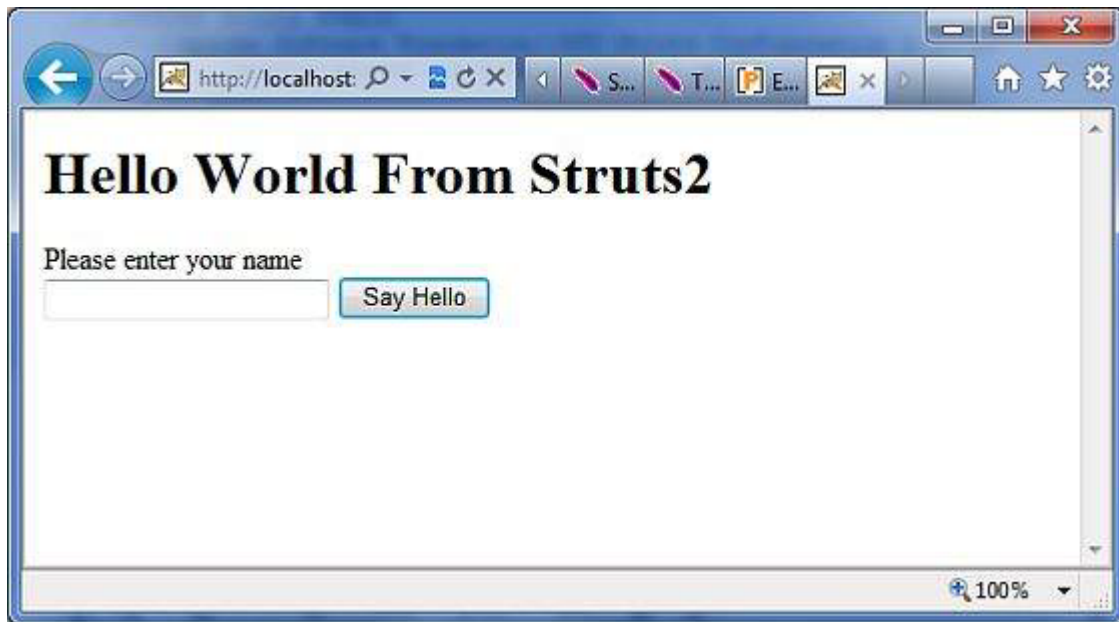 http://localhost:
S...
T...
[P] E...
Hello World From Struts2
Please enter your name
Say Hello
100%